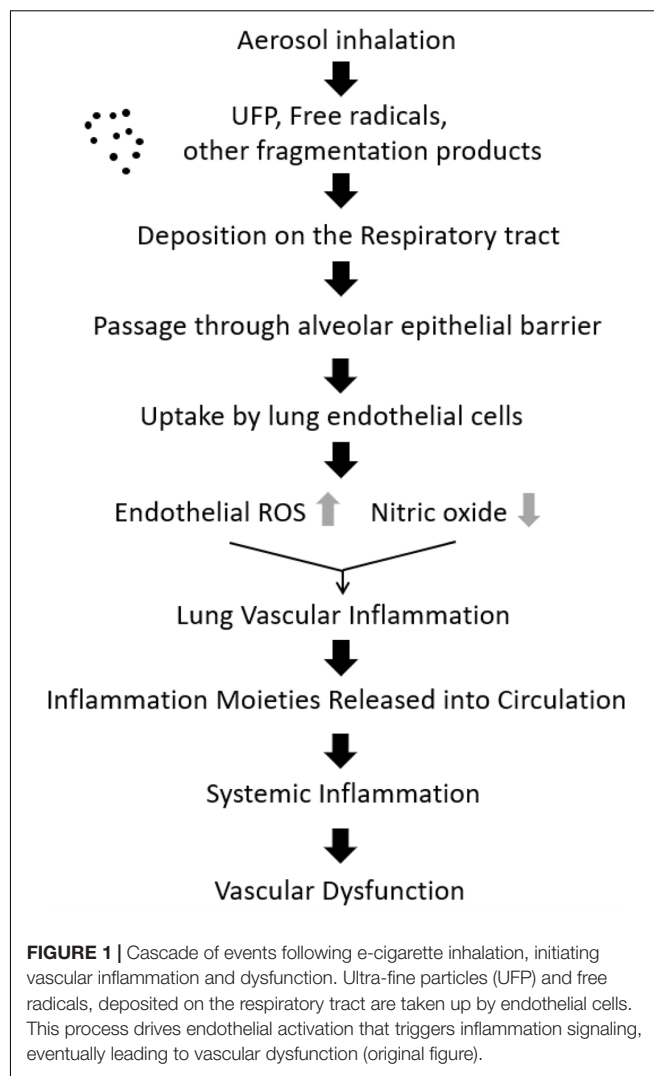 Aerosol inhalation
UFP, Free radicals,
other fragmentation products
Deposition on the Respiratory tract
Passage through alveolar epithelial barrier
Uptake by lung endothelial cells
Endothelial ROS Nitric oxide
Lung Vascular Inflammation
Inflammation Moieties Released into Circulation
Systemic Inflammation
Vascular Dysfunction
FIGURE 1 | Cascade of events following e-cigarette inhalation, initiating
vascular inflammation and dysfunction. Ultra-fine particles (UFP) and free
radicals, deposited on the respiratory tract are taken up by endothelial cells.
This process drives endothelial activation that triggers inflammation signaling,
eventually leading to vascular dysfunction (original figure).